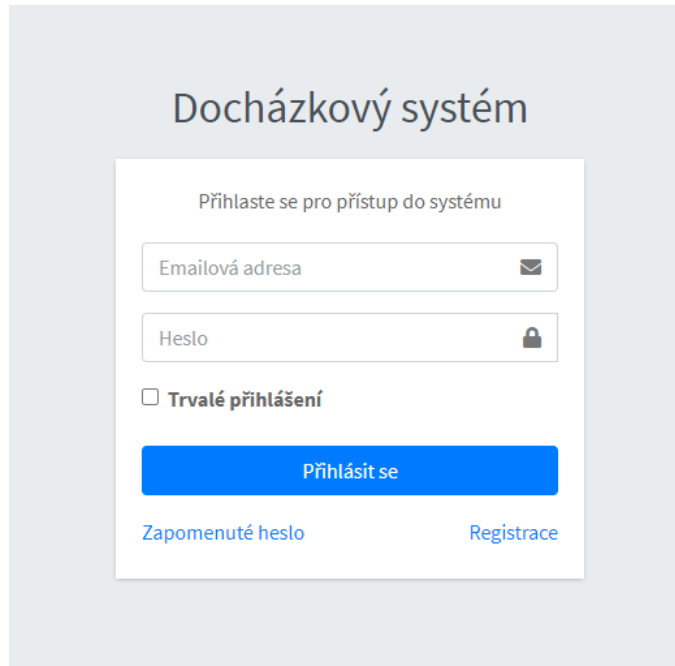 Docházkový systém
Přihlaste se pro přístup do systému
Emailová adresa
Heslo
Trvalé přihlášení
Přihlásit se
Zapomenuté heslo
Registrace